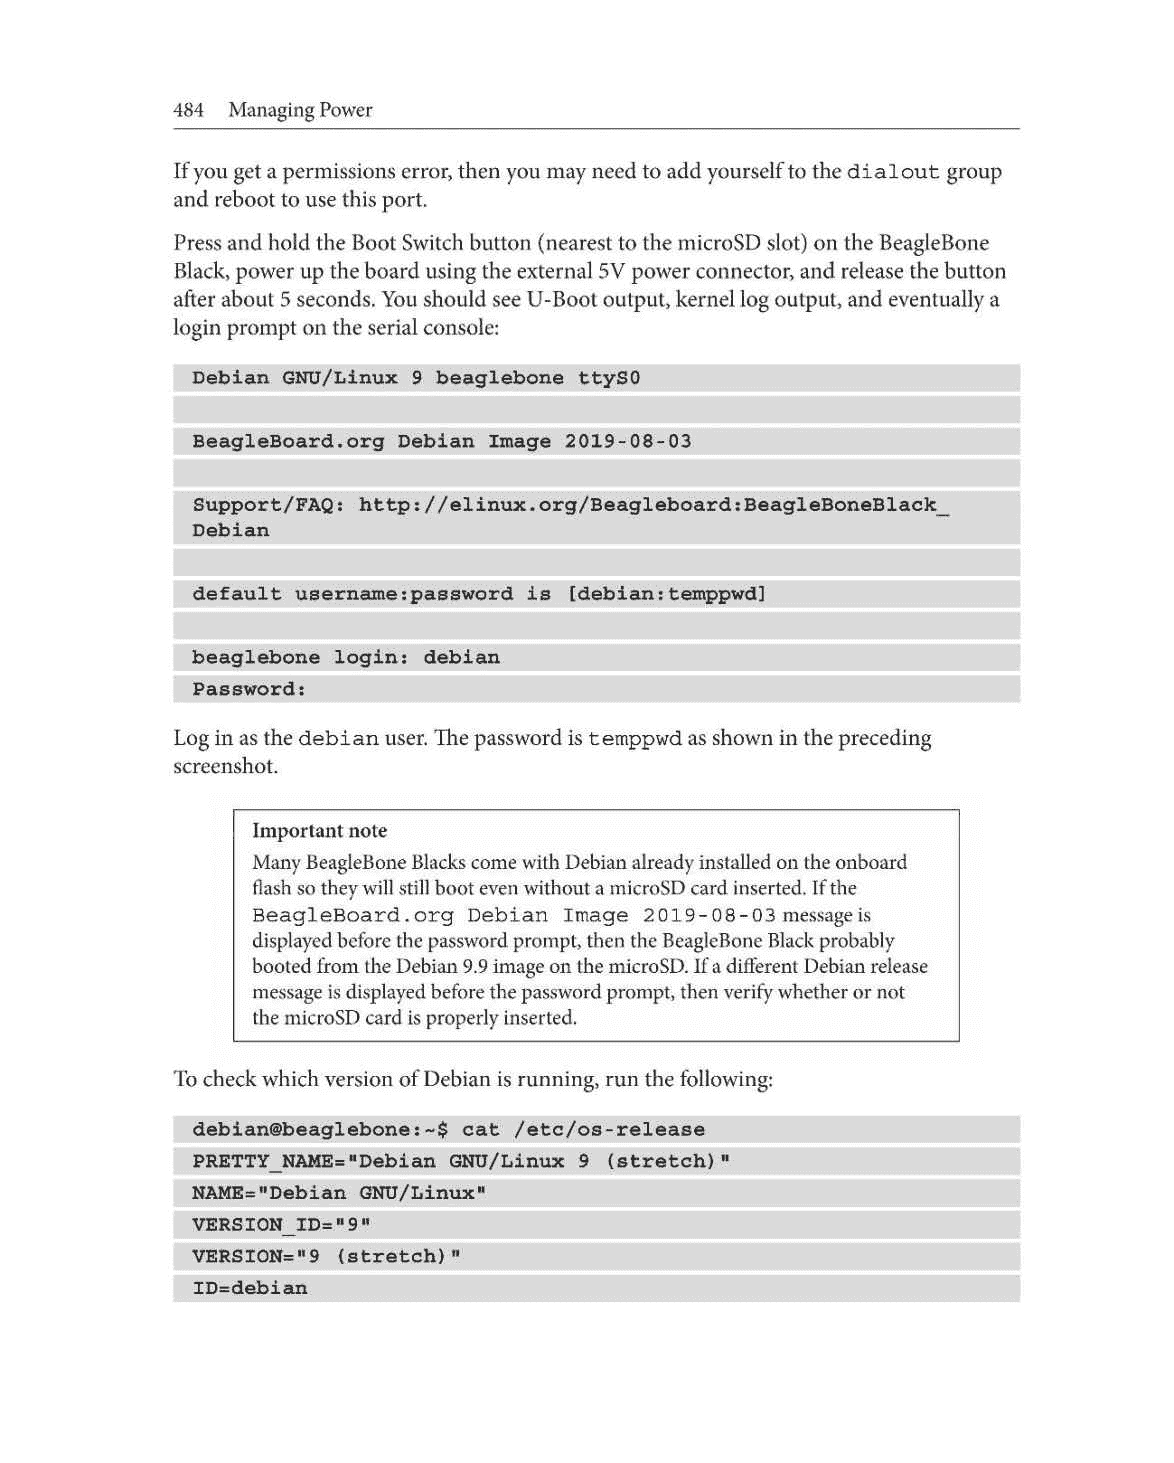 484 Managing Power
If you get a permissions error, then you may need to add yourself to the dialout group
and reboot to use this port.
Press and hold the Boot Switch button (nearest to the microSD slot) on the BeagleBone
Black, power up the board using the external 5V power connector, and release the button
after about 5 seconds. You should see U-Boot output, kernel log output, and eventually a
login prompt on the serial console:
Debian GNU/Linux 9 beaglebone ttyS0
BeagleBoard.org Debian Image 2019-08-03
Support/FAQ: http://elinux.org/Beagleboard:BeagleBoneBlack_
Debian
default username:password is [debian:temppwd]
beaglebone login: debian
Password:
Log in as the debian user. The password is temppwd as shown in the preceding
screenshot.
Important note
Many BeagleBone Blacks come with Debian already installed on the onboard
flash so they will still boot even without a microSD card inserted. If the
BeagleBoard.org Debian Image 2019-08-03 message is
displayed before the password prompt, then the BeagleBone Black probably
booted from the Debian 9.9 image on the microSD. If a different Debian release
message is displayed before the password prompt, then verify whether or not
the microSD card is properly inserted.
To check which version of Debian is running, run the following:
debian@beaglebone:~$ cat /etc/os-release
PRETTY_NAME="Debian GNU/Linux 9 (stretch)"
NAME="Debian GNU/Linux"
VERSION_ID="9"
VERSION="9 (stretch)"
ID=debian